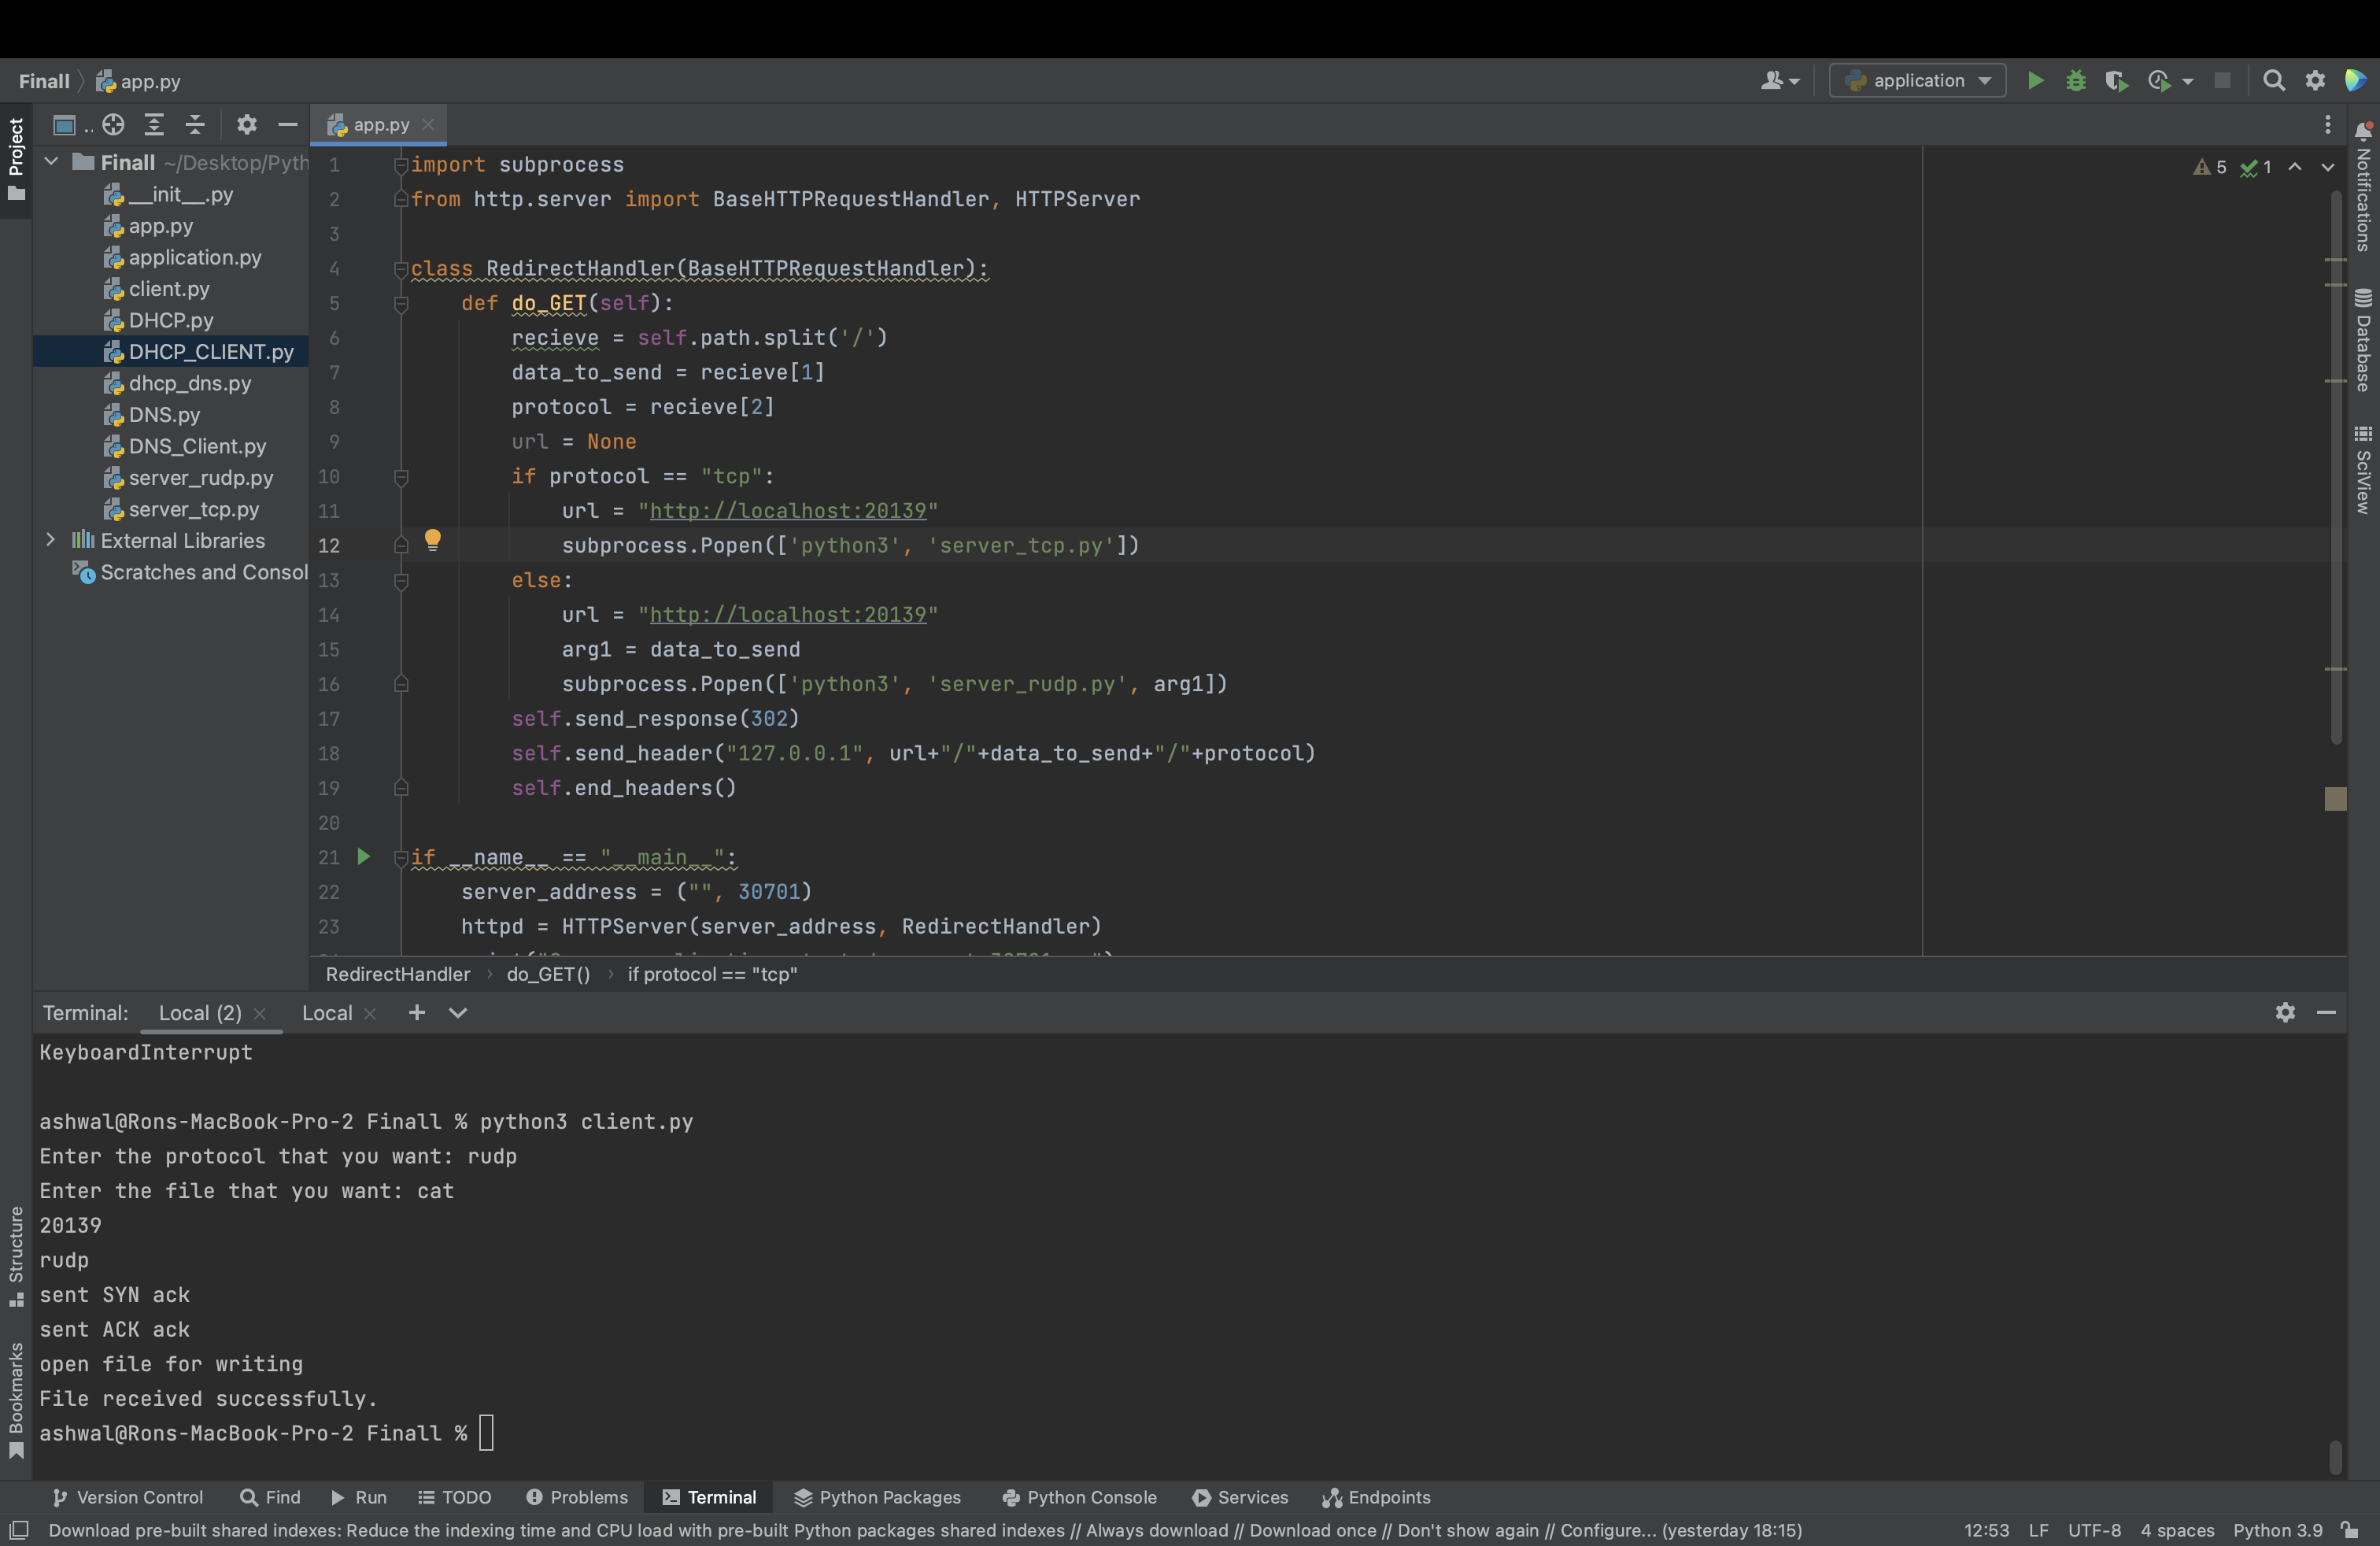 Finall
app.py
application
Project
app.py
Finall ~/Desktop/Pyth
__init__.py
app.py
application.py
client.py
DHCP.py
DHCP_CLIENT.py
dhcp_dns.py
DNS.py
DNS_Client.py
server_rudp.py
server_tcp.py
External Libraries
Scratches and Consol
5 1
1 import subprocess
2 from http.server import BaseHTTPRequestHandler, HTTPServer
3
4 class RedirectHandler(BaseHTTPRequestHandler):
5 def do_GET(self):
6 recieve = self.path.split('/')
7 data_to_send = recieve[1]
8 protocol = recieve[2]
9 url = None
10 if protocol == "tcp":
11 url = "http://localhost:20139"
12 subprocess.Popen(['python3', 'server_tcp.py'])
13 else:
14 url = "http://localhost:20139"
15 arg1 = data_to_send
16 subprocess.Popen(['python3', 'server_rudp.py', arg1])
17 self.send_response(302)
18 self.send_header("127.0.0.1", url+"/"+data_to_send+"/"+protocol)
19 self.end_headers()
20
21 if __name__ == "__main__":
22 server_address = ("", 30701)
23 httpd = HTTPServer(server_address, RedirectHandler)
RedirectHandler › do_GET() › if protocol == "tcp"
Notifications
Database
SciView
Terminal: Local (2) Local
KeyboardInterrupt
ashwal@Rons-MacBook-Pro-2 Finall % python3 client.py
Enter the protocol that you want: rudp
Enter the file that you want: cat
20139
rudp
sent SYN ack
sent ACK ack
open file for writing
File received successfully.
ashwal@Rons-MacBook-Pro-2 Finall %
Structure
Bookmarks
Version Control Find Run TODO Problems Terminal Python Packages Python Console Services Endpoints
Download pre-built shared indexes: Reduce the indexing time and CPU load with pre-built Python packages shared indexes // Always download // Download once // Don't show again // Configure... (yesterday 18:15) 12:53 LF UTF-8 4 spaces Python 3.9